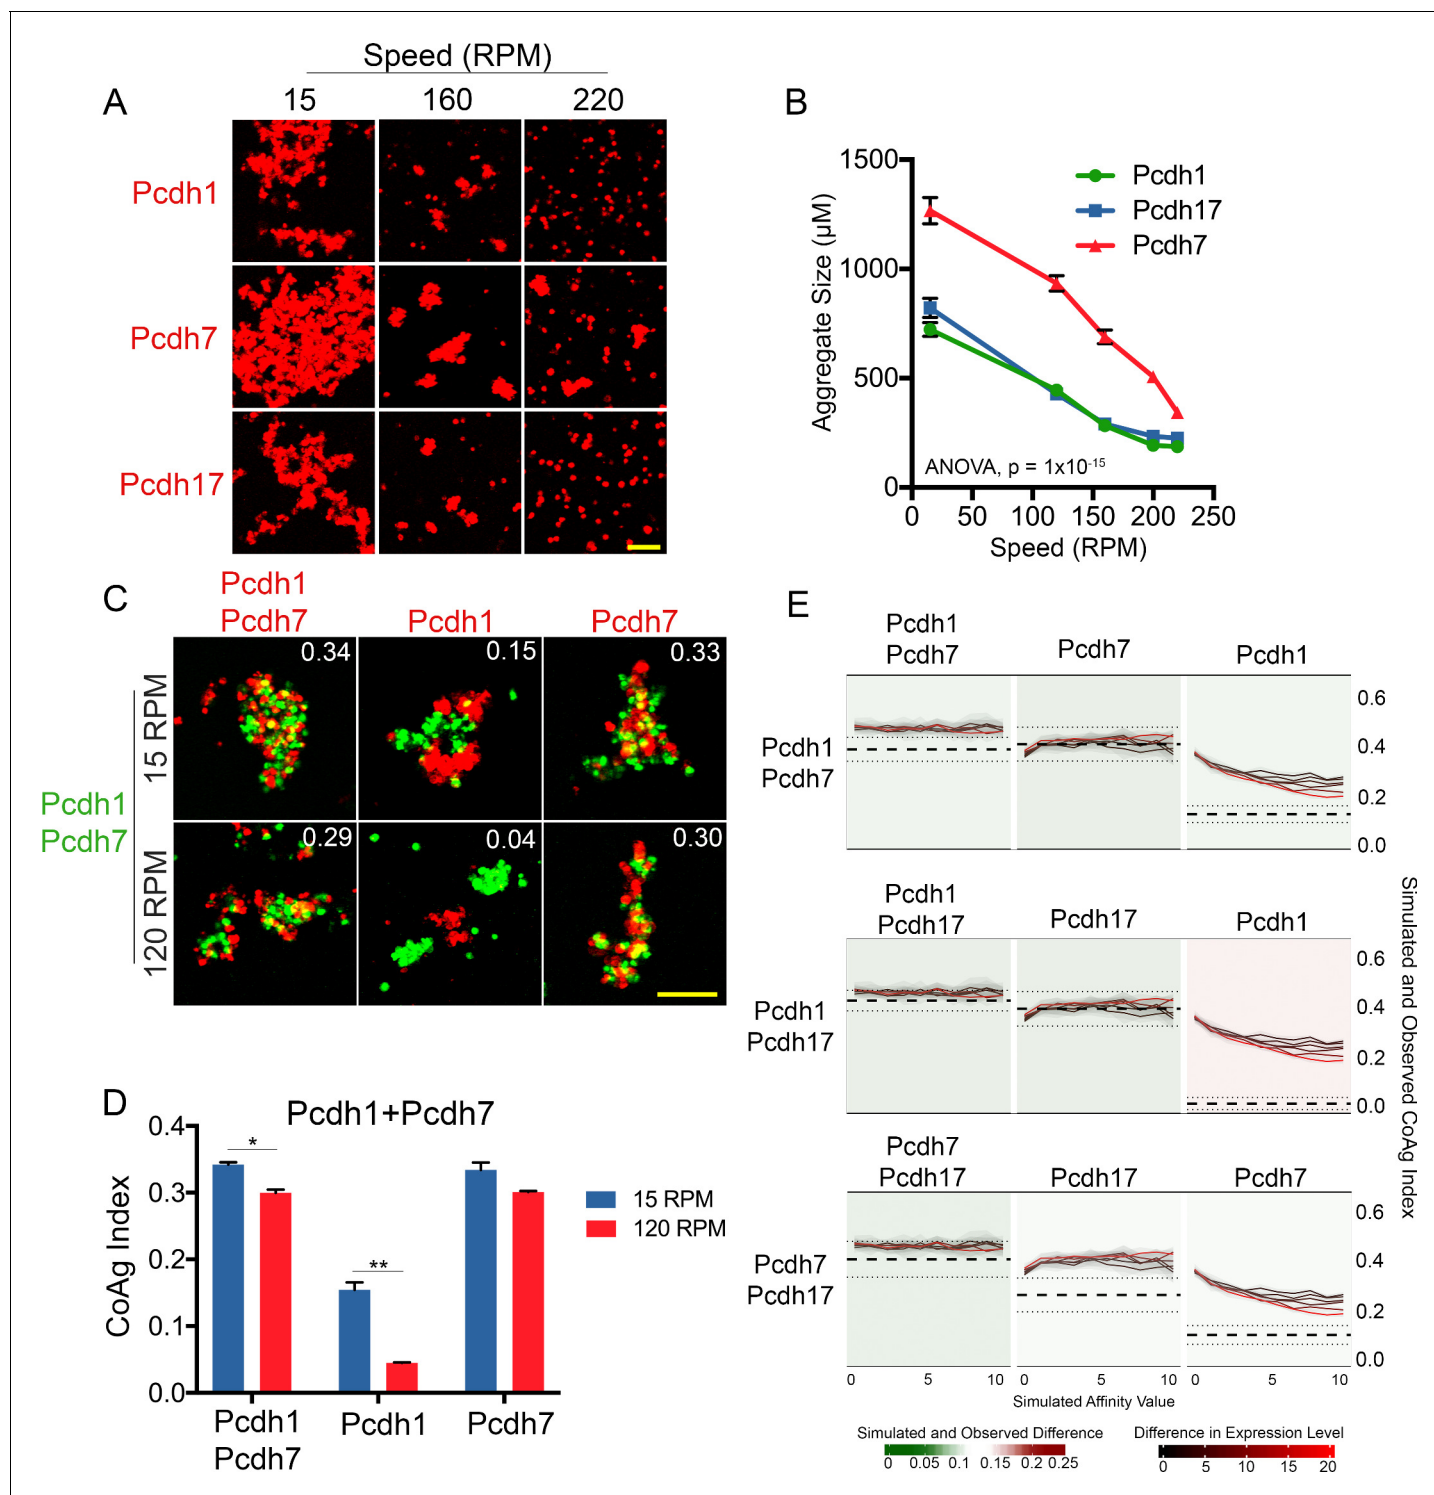 A
Speed (RPM)
15 160 220
Pcdh1
Pcdh7
Pcdh17
B
1500
1000
500
0
Aggregate Size (µM)
Pcdh1
Pcdh17
Pcdh7
ANOVA, p = 1x10⁻¹⁵
0 50 100 150 200 250
Speed (RPM)
C
Pcdh1
Pcdh7
Pcdh1
Pcdh7
Pcdh1
Pcdh7
15 RPM
120 RPM
0.34 0.15 0.33
0.29 0.04 0.30
D
Pcdh1+Pcdh7
0.4
0.3
0.2
0.1
0.0
CoAg Index
*
**
15 RPM
120 RPM
Pcdh1
Pcdh7
Pcdh1
Pcdh7
E
Pcdh1
Pcdh7
Pcdh7
Pcdh1
Pcdh1
Pcdh7
0.6
0.4
0.2
0.0
Pcdh1
Pcdh17
Pcdh17
Pcdh1
Pcdh1
Pcdh17
0.6
0.4
0.2
0.0
Pcdh7
Pcdh17
Pcdh17
Pcdh7
Pcdh7
Pcdh17
0.6
0.4
0.2
0.0
Simulated and Observed CoAg Index
0 5 10 0 5 10
Simulated Affinity Value
Simulated and Observed Difference
0 0.05 0.1 0.15 0.2 0.25
Difference in Expression Level
0 5 10 15 20